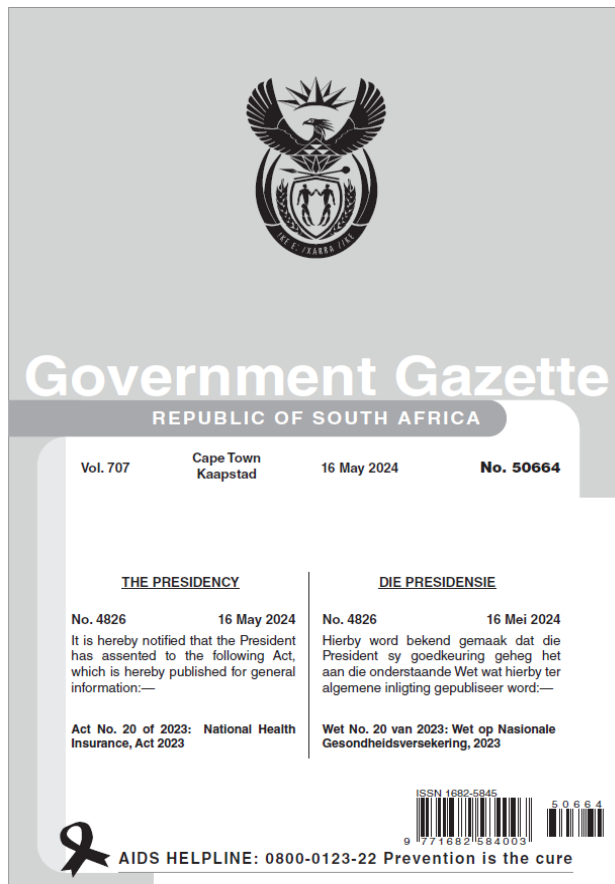 !KE E: /XARRA //KE
Government Gazette
REPUBLIC OF SOUTH AFRICA
Vol. 707
Cape Town
Kaapstad
16 May 2024
No. 50664
THE PRESIDENCY
No. 4826 16 May 2024
It is hereby notified that the President
has assented to the following Act,
which is hereby published for general
information:—
Act No. 20 of 2023: National Health
Insurance, Act 2023
DIE PRESIDENSIE
No. 4826 16 Mei 2024
Hierby word bekend gemaak dat die
President sy goedkeuring geheg het
aan die onderstaande Wet wat hierby ter
algemene inligting gepubliseer word:—
Wet No. 20 van 2023: Wet op Nasionale
Gesondheidsversekering, 2023
ISSN 1682-5845
50664
9 771682 584003
AIDS HELPLINE: 0800-0123-22 Prevention is the cure